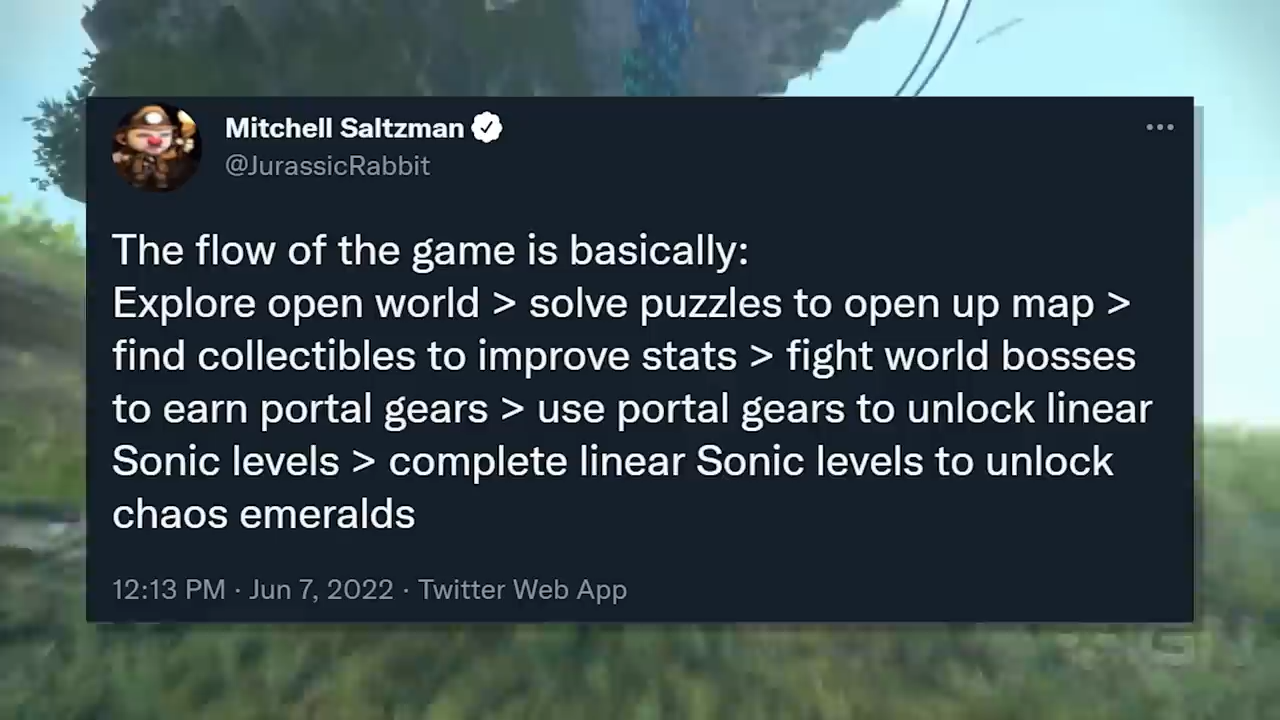 Mitchell Saltzman
@JurassicRabbit
The flow of the game is basically:
Explore open world > solve puzzles to open up map >
find collectibles to improve stats > fight world bosses
to earn portal gears > use portal gears to unlock linear
Sonic levels > complete linear Sonic levels to unlock
chaos emeralds
12:13 PM · Jun 7, 2022 · Twitter Web App